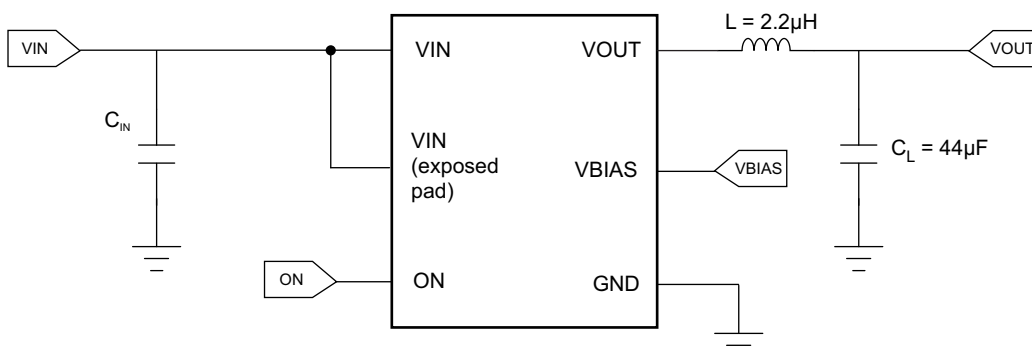 L = 2.2µH
VIN
VIN
VOUT
VOUT
C_IN
VIN
(exposed
pad)
VBIAS
VBIAS
C_L = 44µF
ON
ON
GND